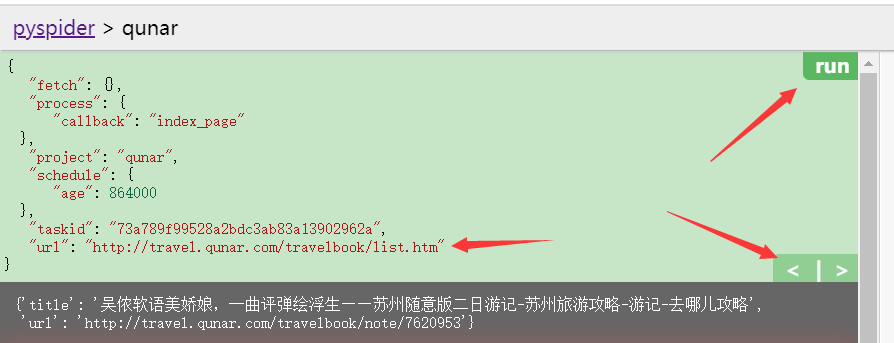 pyspider > qunar
{
run
"fetch": {},
"process": {
"callback": "index_page"
},
"project": "qunar",
"schedule": {
"age": 864000
},
"taskid": "73a789f99528a2bdc3ab83a13902962a",
"url": "http://travel.qunar.com/travelbook/list.htm"
}
< | >
{'title': '吴侬软语美娇娘，一曲评弹绘浮生——苏州随意版二日游记-苏州旅游攻略-游记-去哪儿攻略',
'url': 'http://travel.qunar.com/travelbook/note/7620953'}